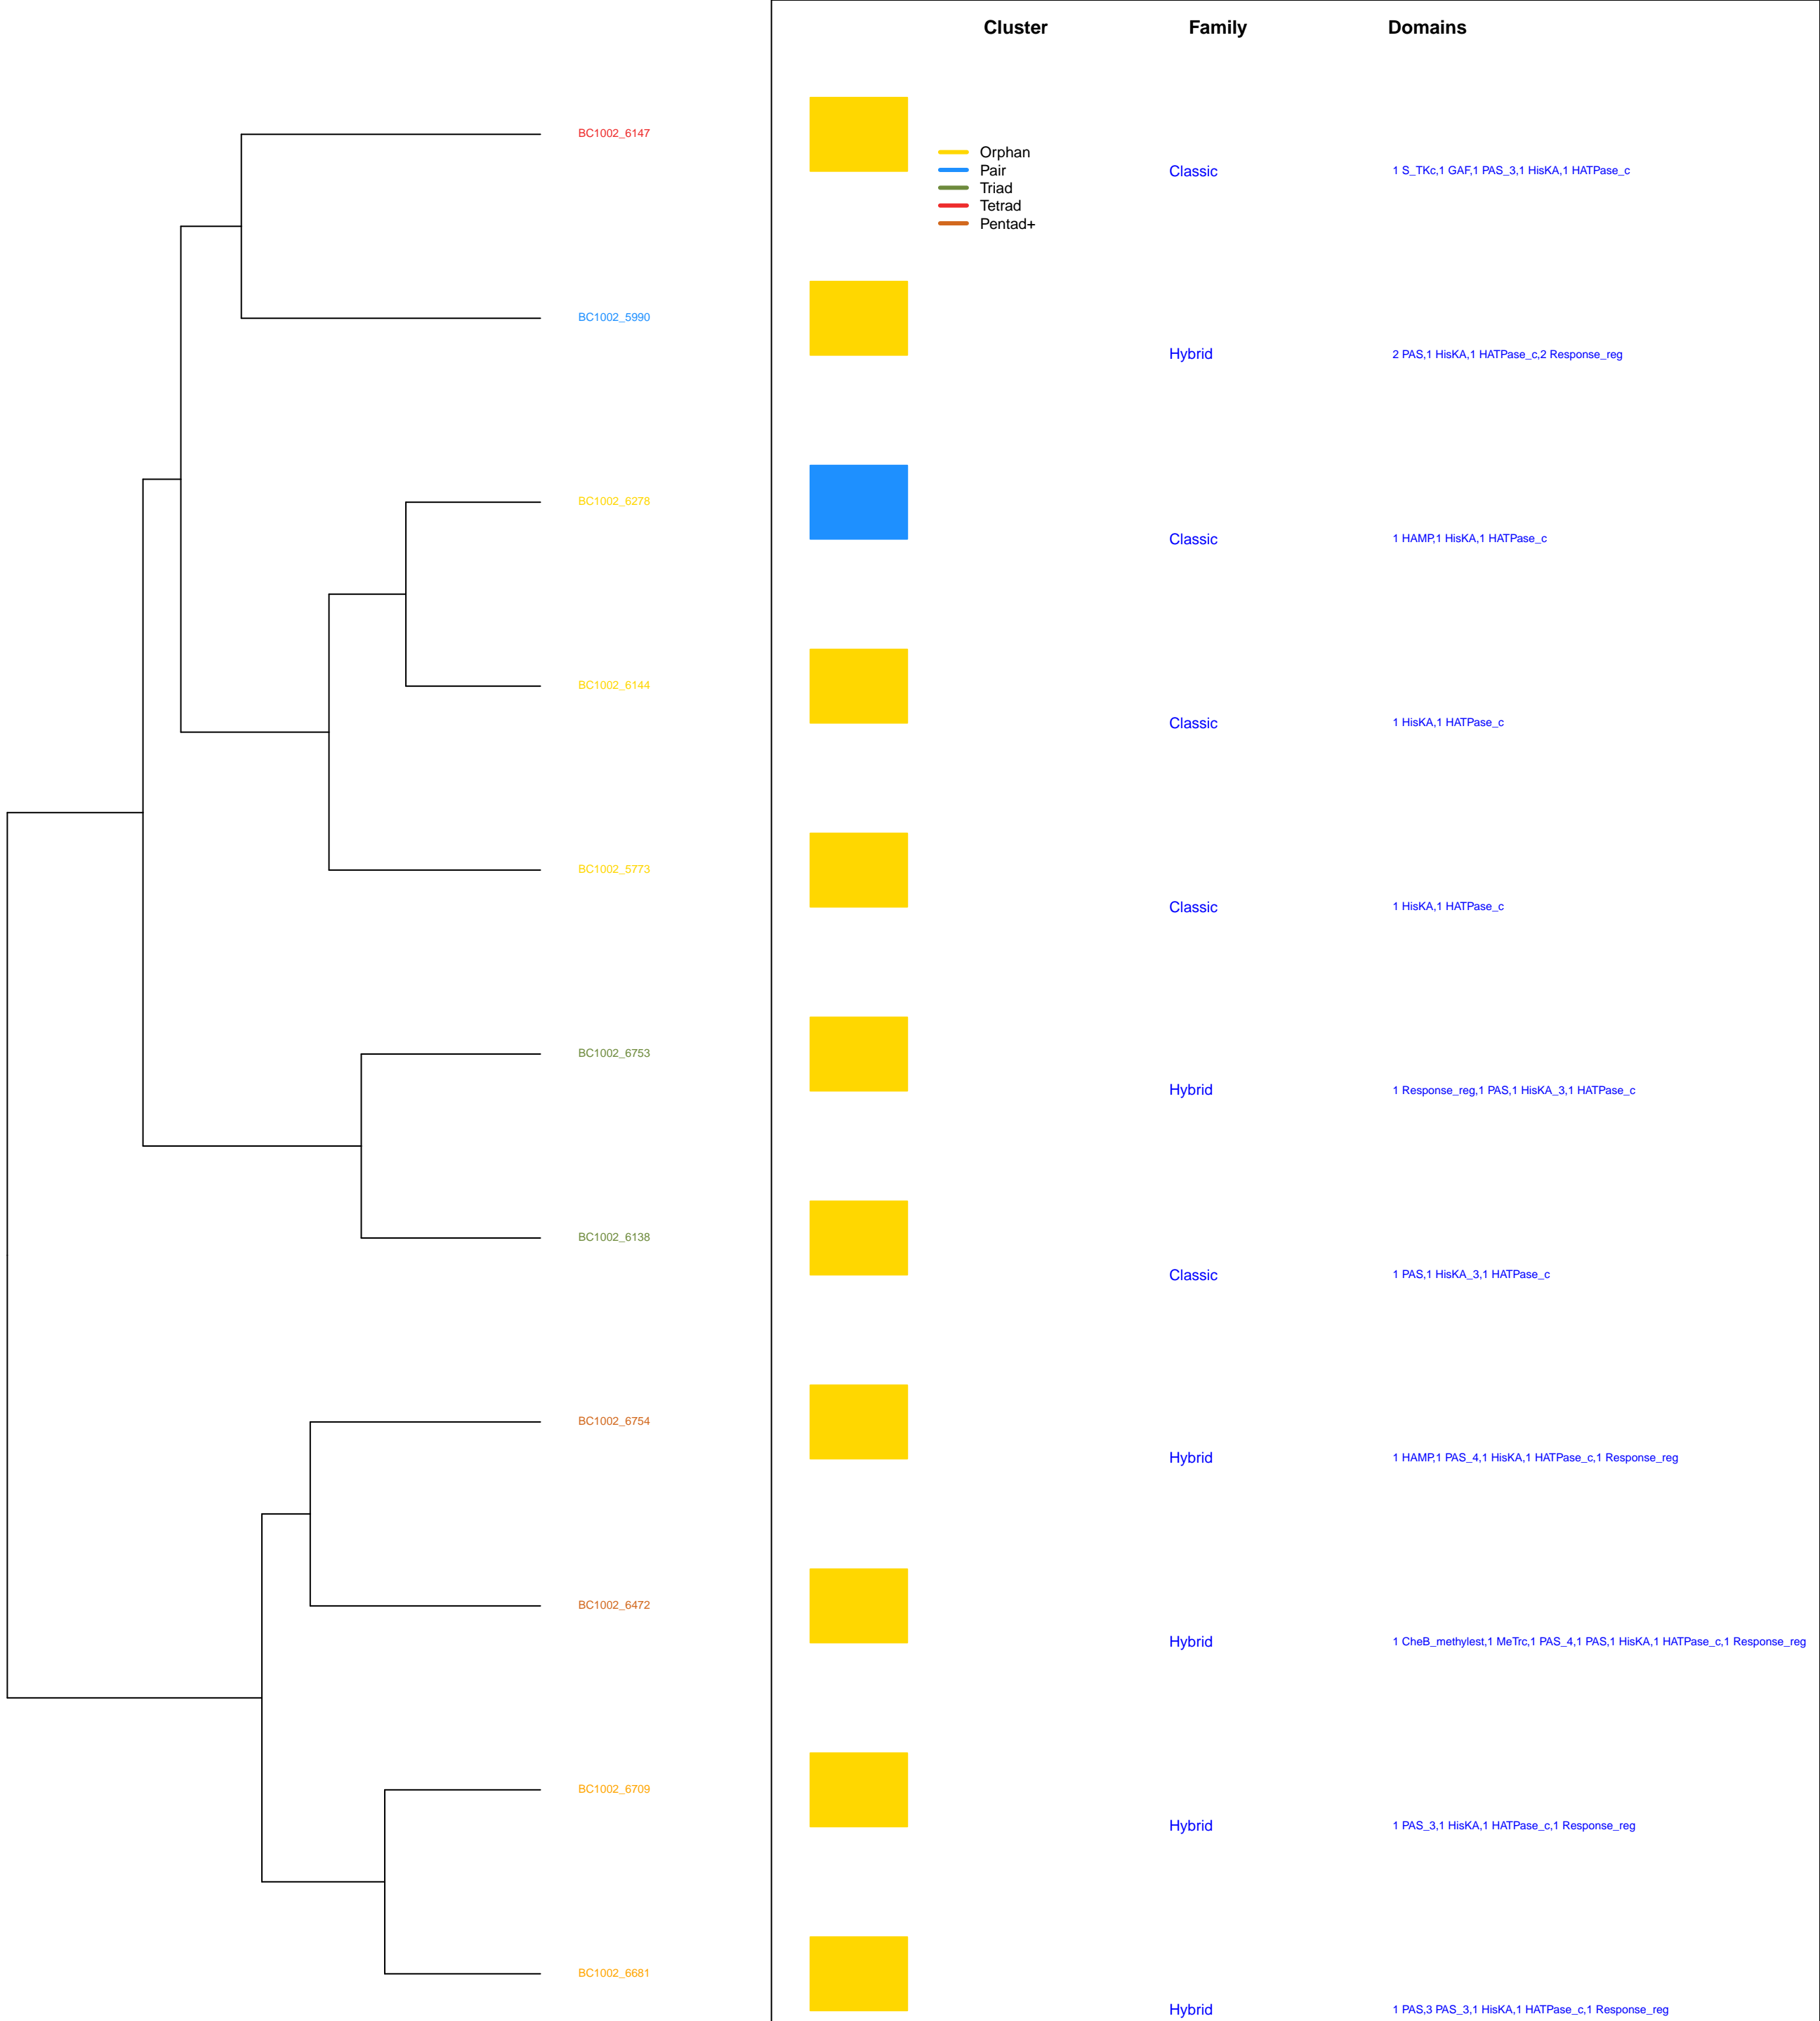 Cluster Family Domains
BC1002_6147
Orphan
Pair
Triad
Tetrad
Pentad+
Classic 1 S_TKc,1 GAF,1 PAS_3,1 HisKA,1 HATPase_c
BC1002_5990
Hybrid 2 PAS,1 HisKA,1 HATPase_c,2 Response_reg
BC1002_6278
Classic 1 HAMP,1 HisKA,1 HATPase_c
BC1002_6144
Classic 1 HisKA,1 HATPase_c
BC1002_5773
Classic 1 HisKA,1 HATPase_c
BC1002_6753
Hybrid 1 Response_reg,1 PAS,1 HisKA_3,1 HATPase_c
BC1002_6138
Classic 1 PAS,1 HisKA_3,1 HATPase_c
BC1002_6754
Hybrid 1 HAMP,1 PAS_4,1 HisKA,1 HATPase_c,1 Response_reg
BC1002_6472
Hybrid 1 CheB_methylest,1 MeTrc,1 PAS_4,1 PAS,1 HisKA,1 HATPase_c,1 Response_reg
BC1002_6709
Hybrid 1 PAS_3,1 HisKA,1 HATPase_c,1 Response_reg
BC1002_6681
Hybrid 1 PAS,3 PAS_3,1 HisKA,1 HATPase_c,1 Response_reg